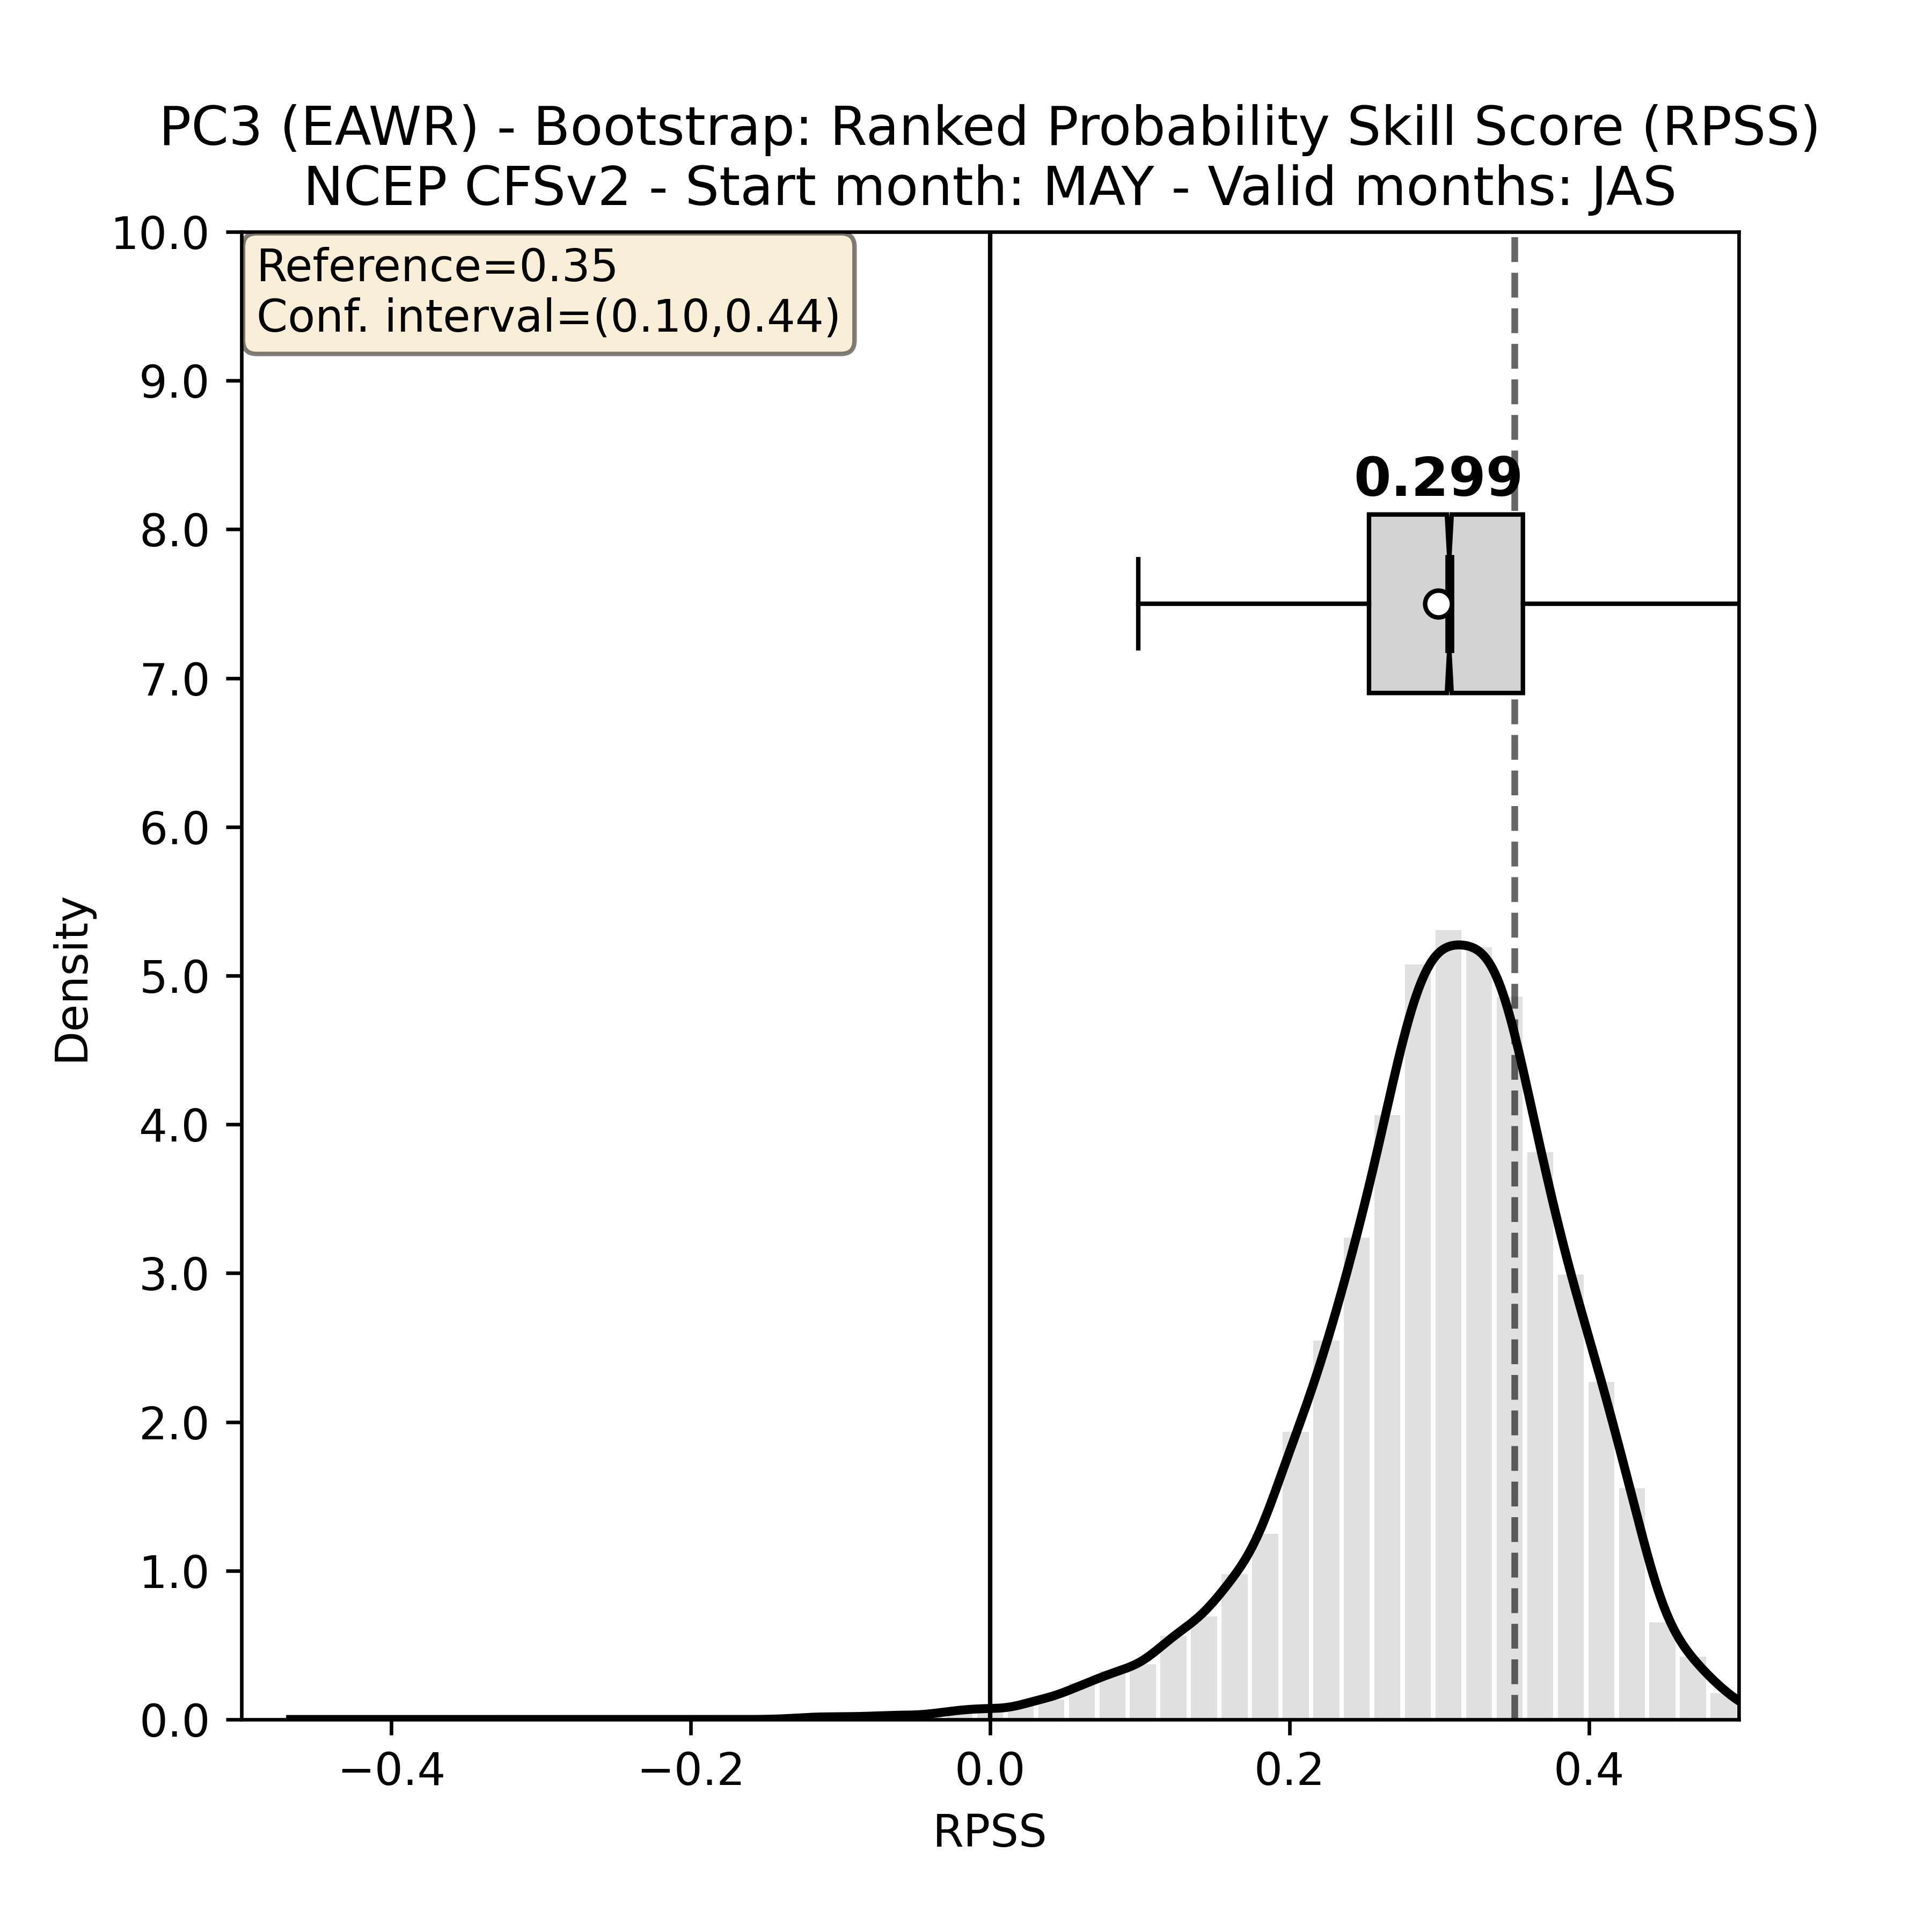 PC3 (EAWR) - Bootstrap: Ranked Probability Skill Score (RPSS)
NCEP CFSv2 - Start month: MAY - Valid months: JAS
Reference=0.35
Conf. interval=(0.10,0.44)
0.299
10.0
9.0
8.0
7.0
6.0
5.0
4.0
3.0
2.0
1.0
0.0
Density
−0.4
−0.2
0.0
0.2
0.4
RPSS